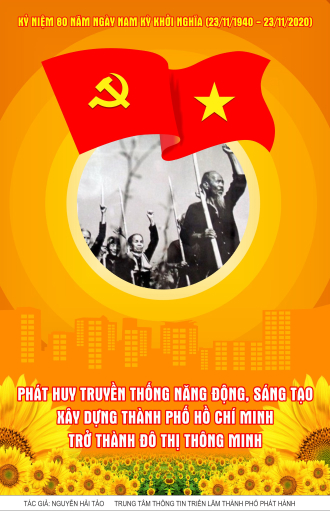 KỶ NIỆM 80 NĂM NGÀY NAM KỲ KHỞI NGHĨA (23/11/1940 - 23/11/2020)
PHÁT HUY TRUYỀN THỐNG NĂNG ĐỘNG, SÁNG TẠO
XÂY DỰNG THÀNH PHỐ HỒ CHÍ MINH
TRỞ THÀNH ĐÔ THỊ THÔNG MINH
TÁC GIẢ: NGUYỄN HẢI TẢO TRUNG TÂM THÔNG TIN TRIỂN LÃM THÀNH PHỐ PHÁT HÀNH